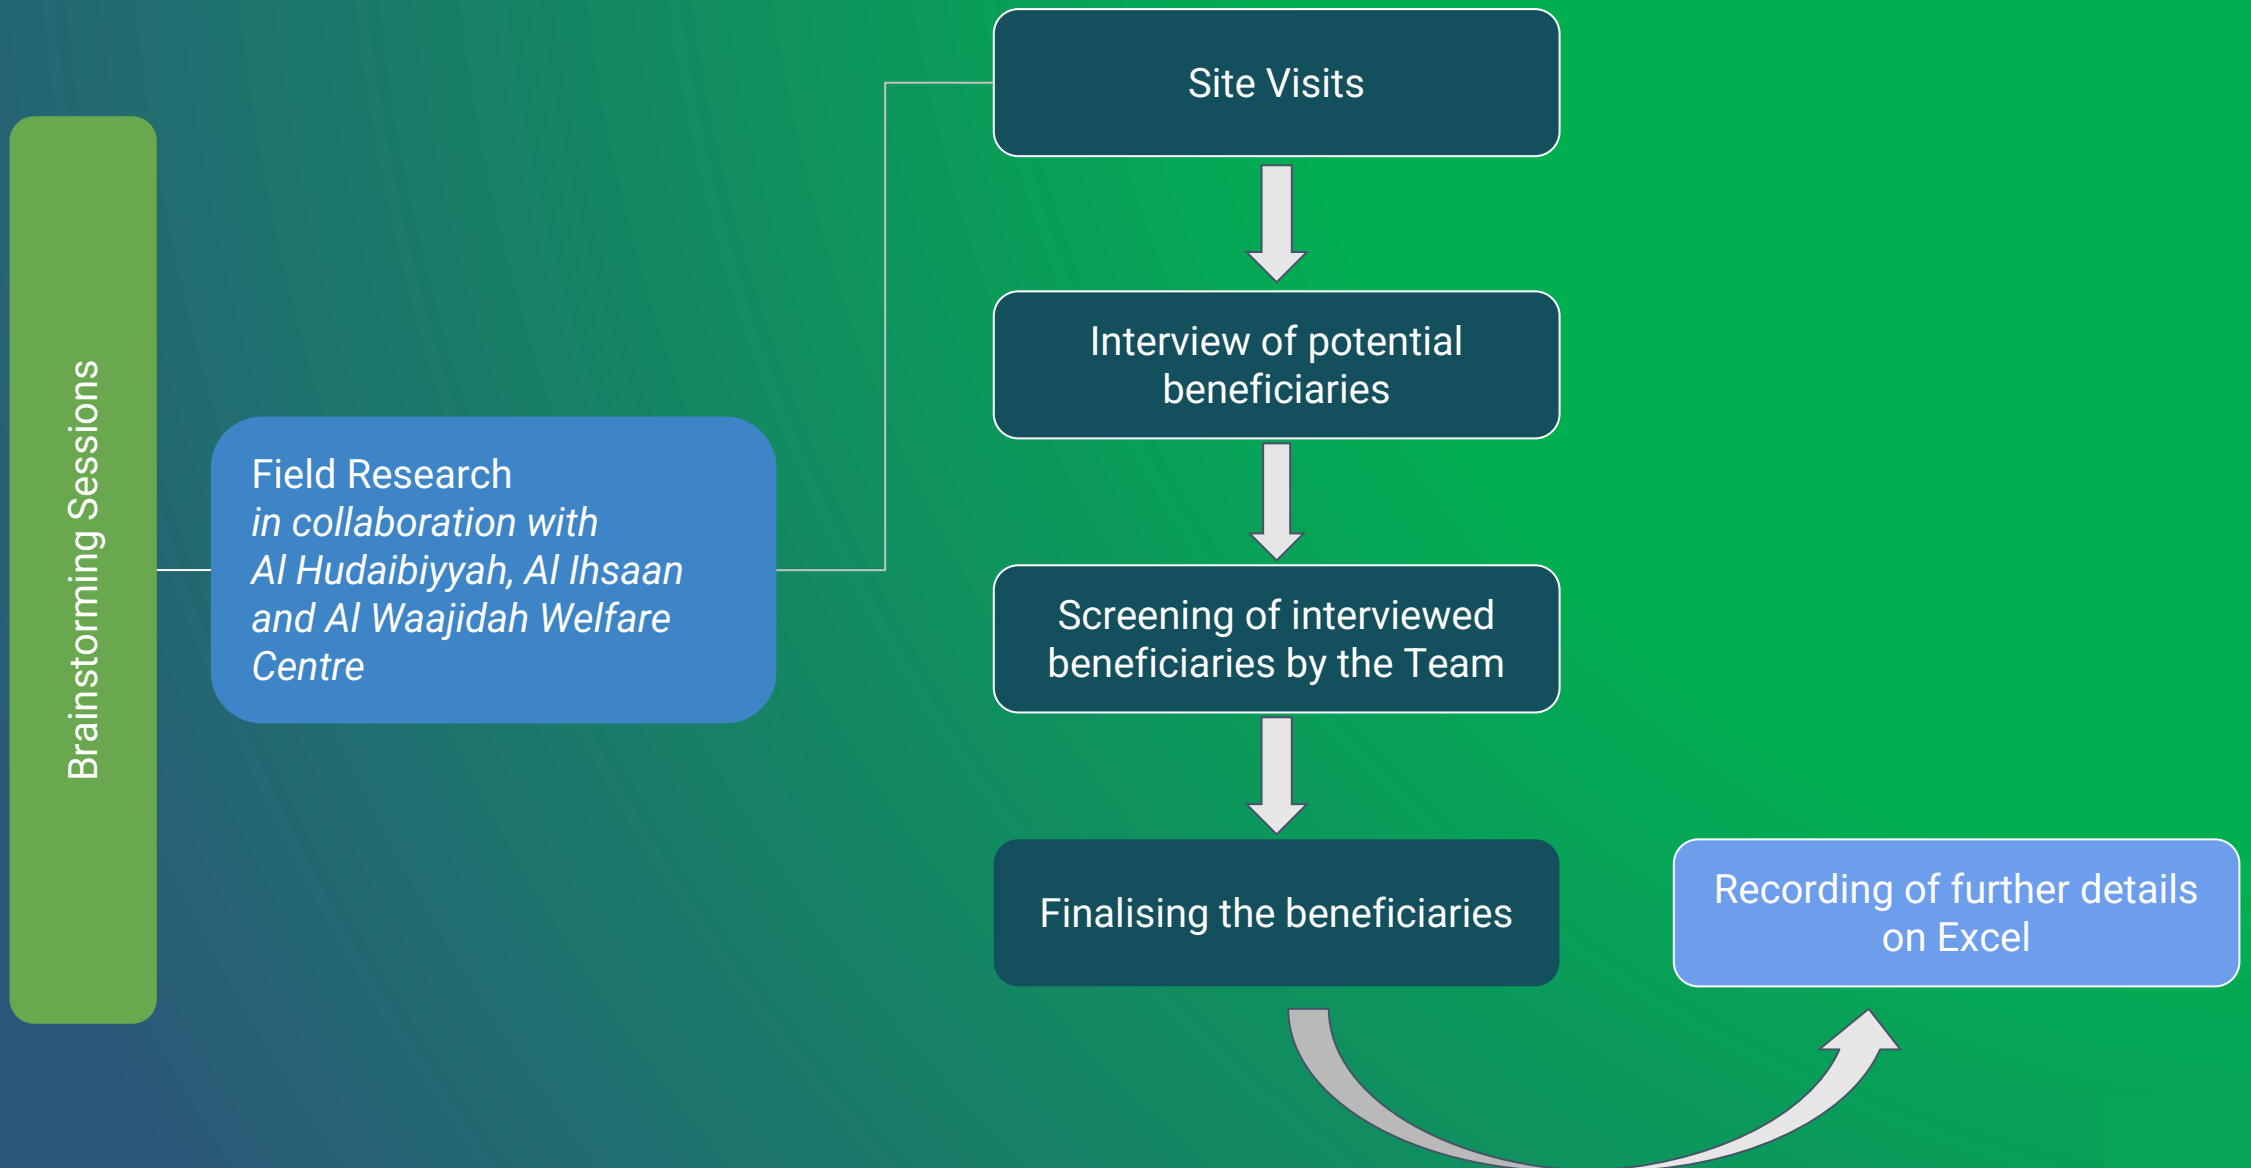 Brainstorming Sessions
Field Research
in collaboration with
Al Hudaibiyyah, Al Ihsaan
and Al Waajidah Welfare
Centre
Site Visits
Interview of potential
beneficiaries
Screening of interviewed
beneficiaries by the Team
Finalising the beneficiaries
Recording of further details
on Excel